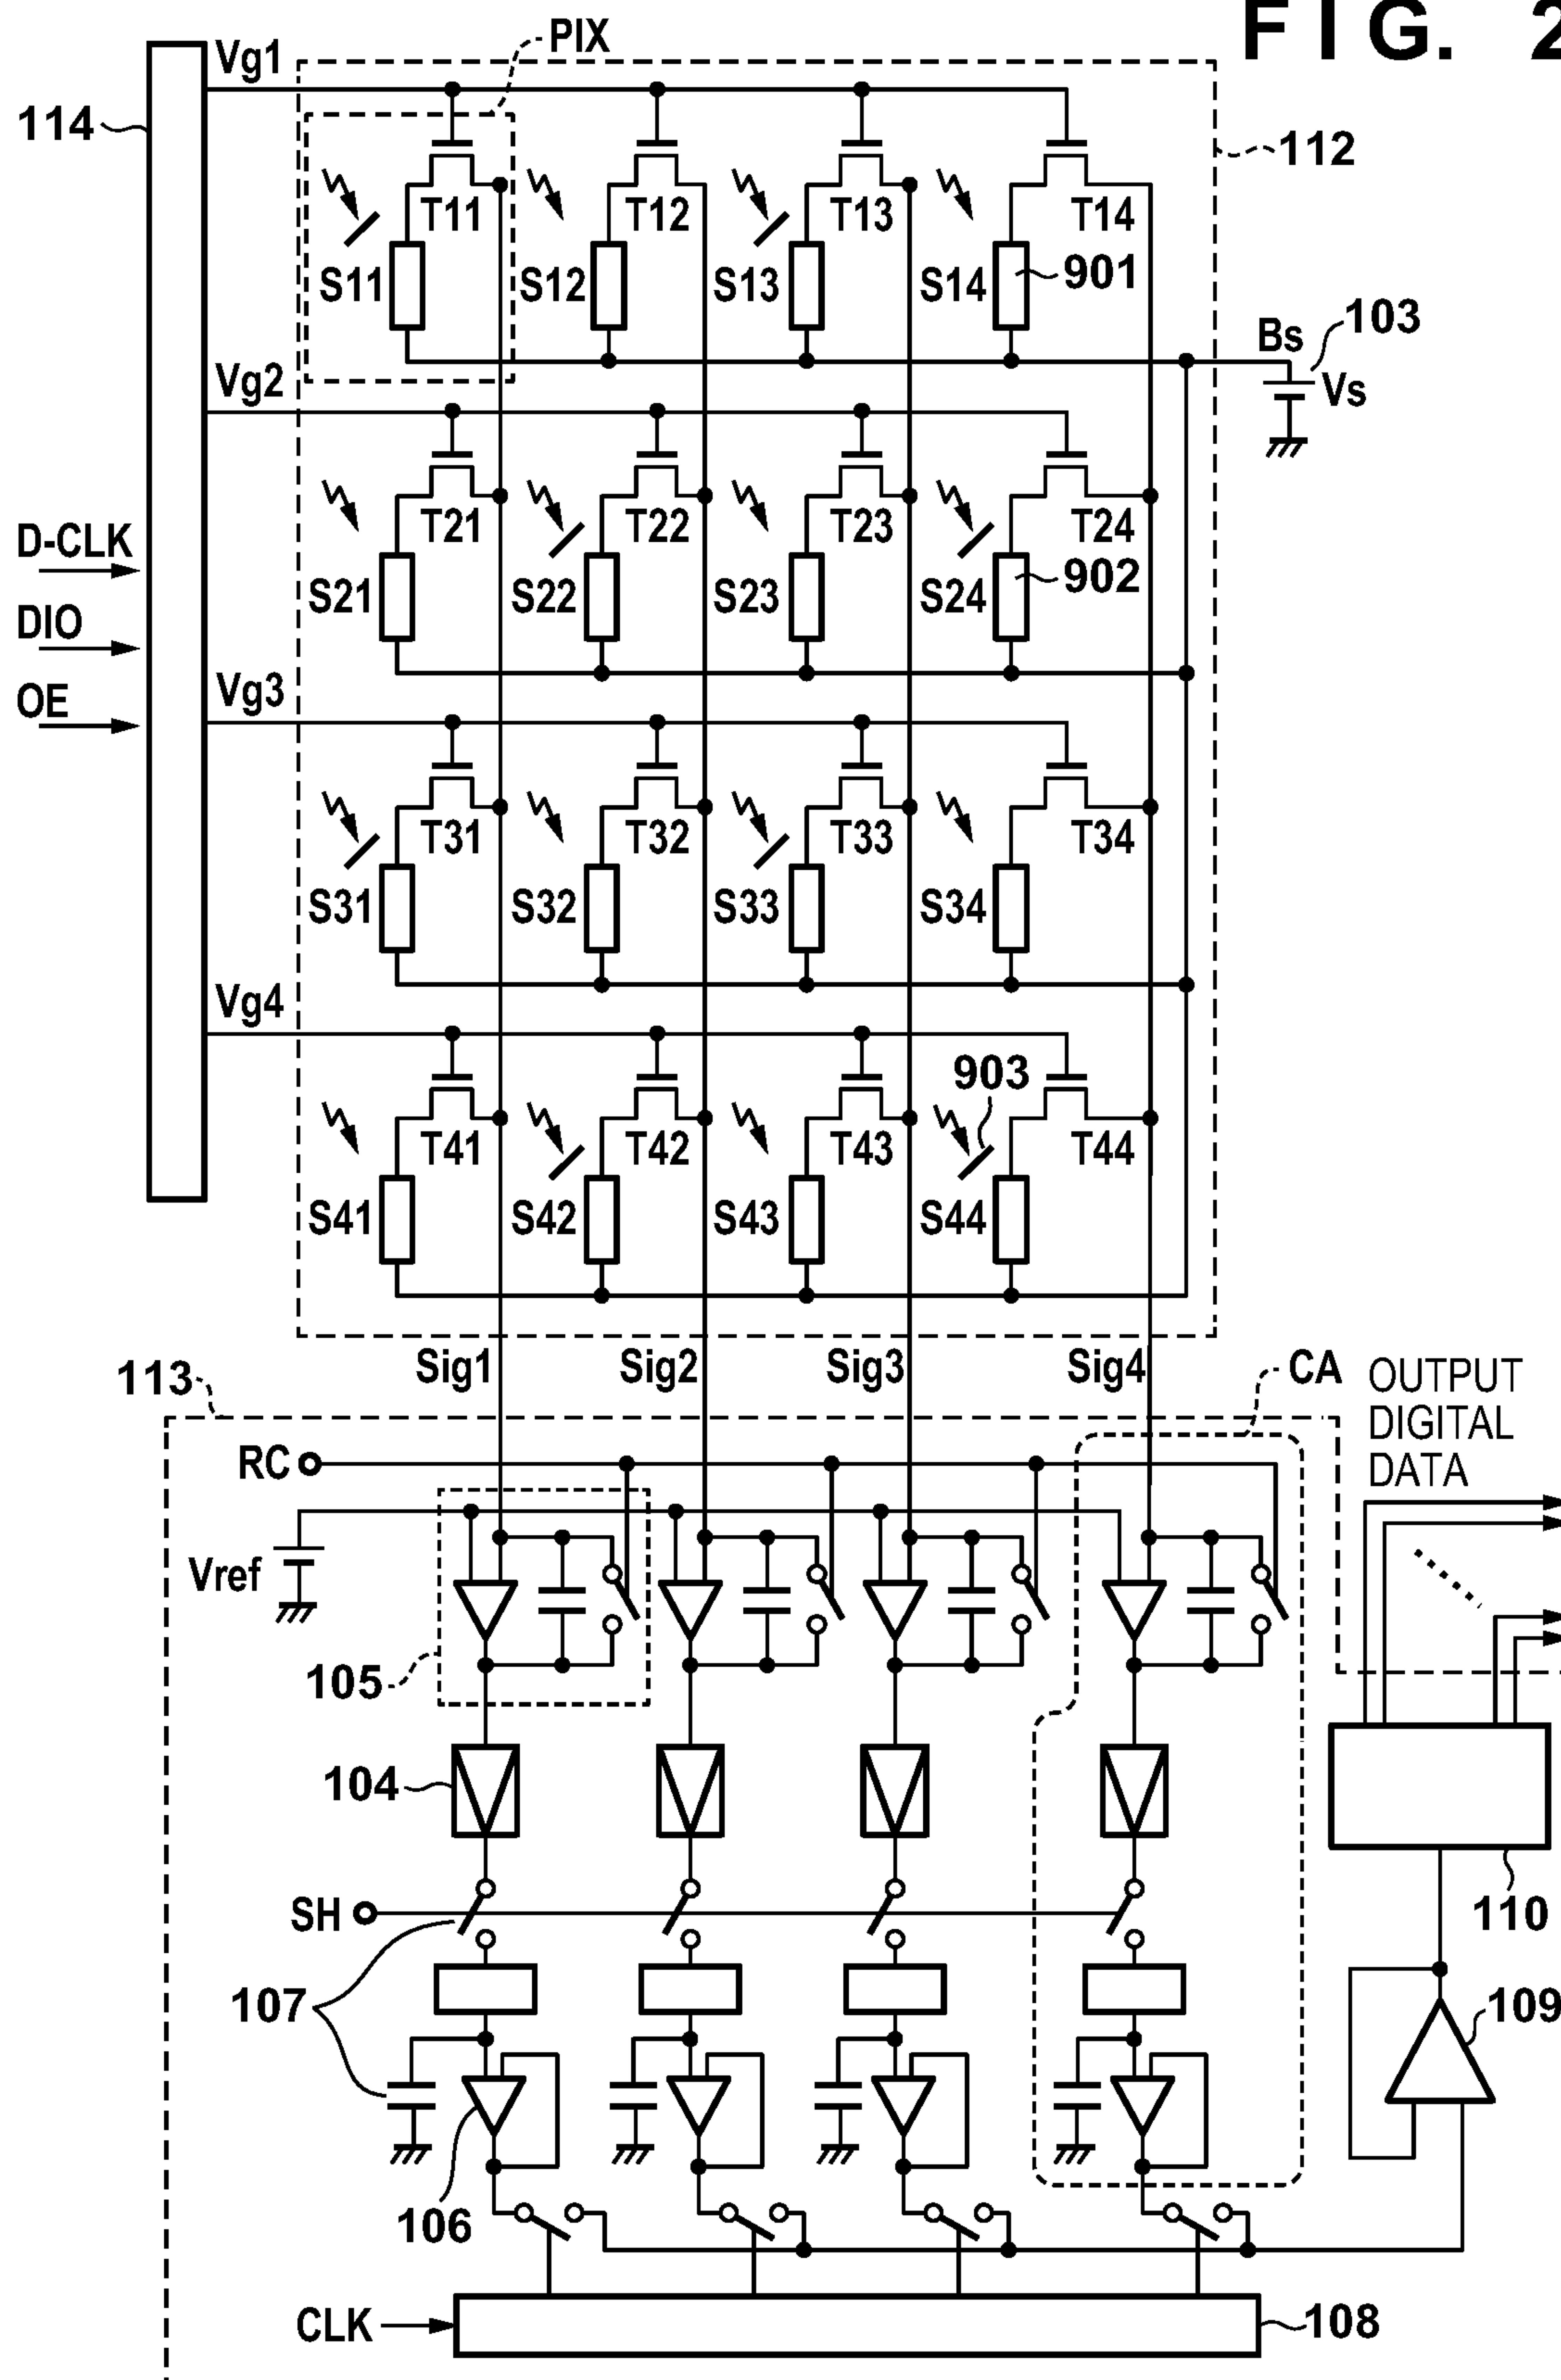 FIG. 2
PIX
Vg1
114
112
T11
T12
T13
T14
S11
S12
S13
S14
901
103
Bs
Vs
Vg2
T21
T22
T23
T24
D-CLK
902
S21
S22
S23
S24
DIO
OE
Vg3
T31
T32
T33
T34
S31
S32
S33
S34
Vg4
903
T41
T42
T43
T44
S41
S42
S43
S44
Sig1
Sig2
Sig3
Sig4
CA
113
OUTPUT
DIGITAL
DATA
RC
Vref
105
104
SH
110
107
109
106
CLK
108